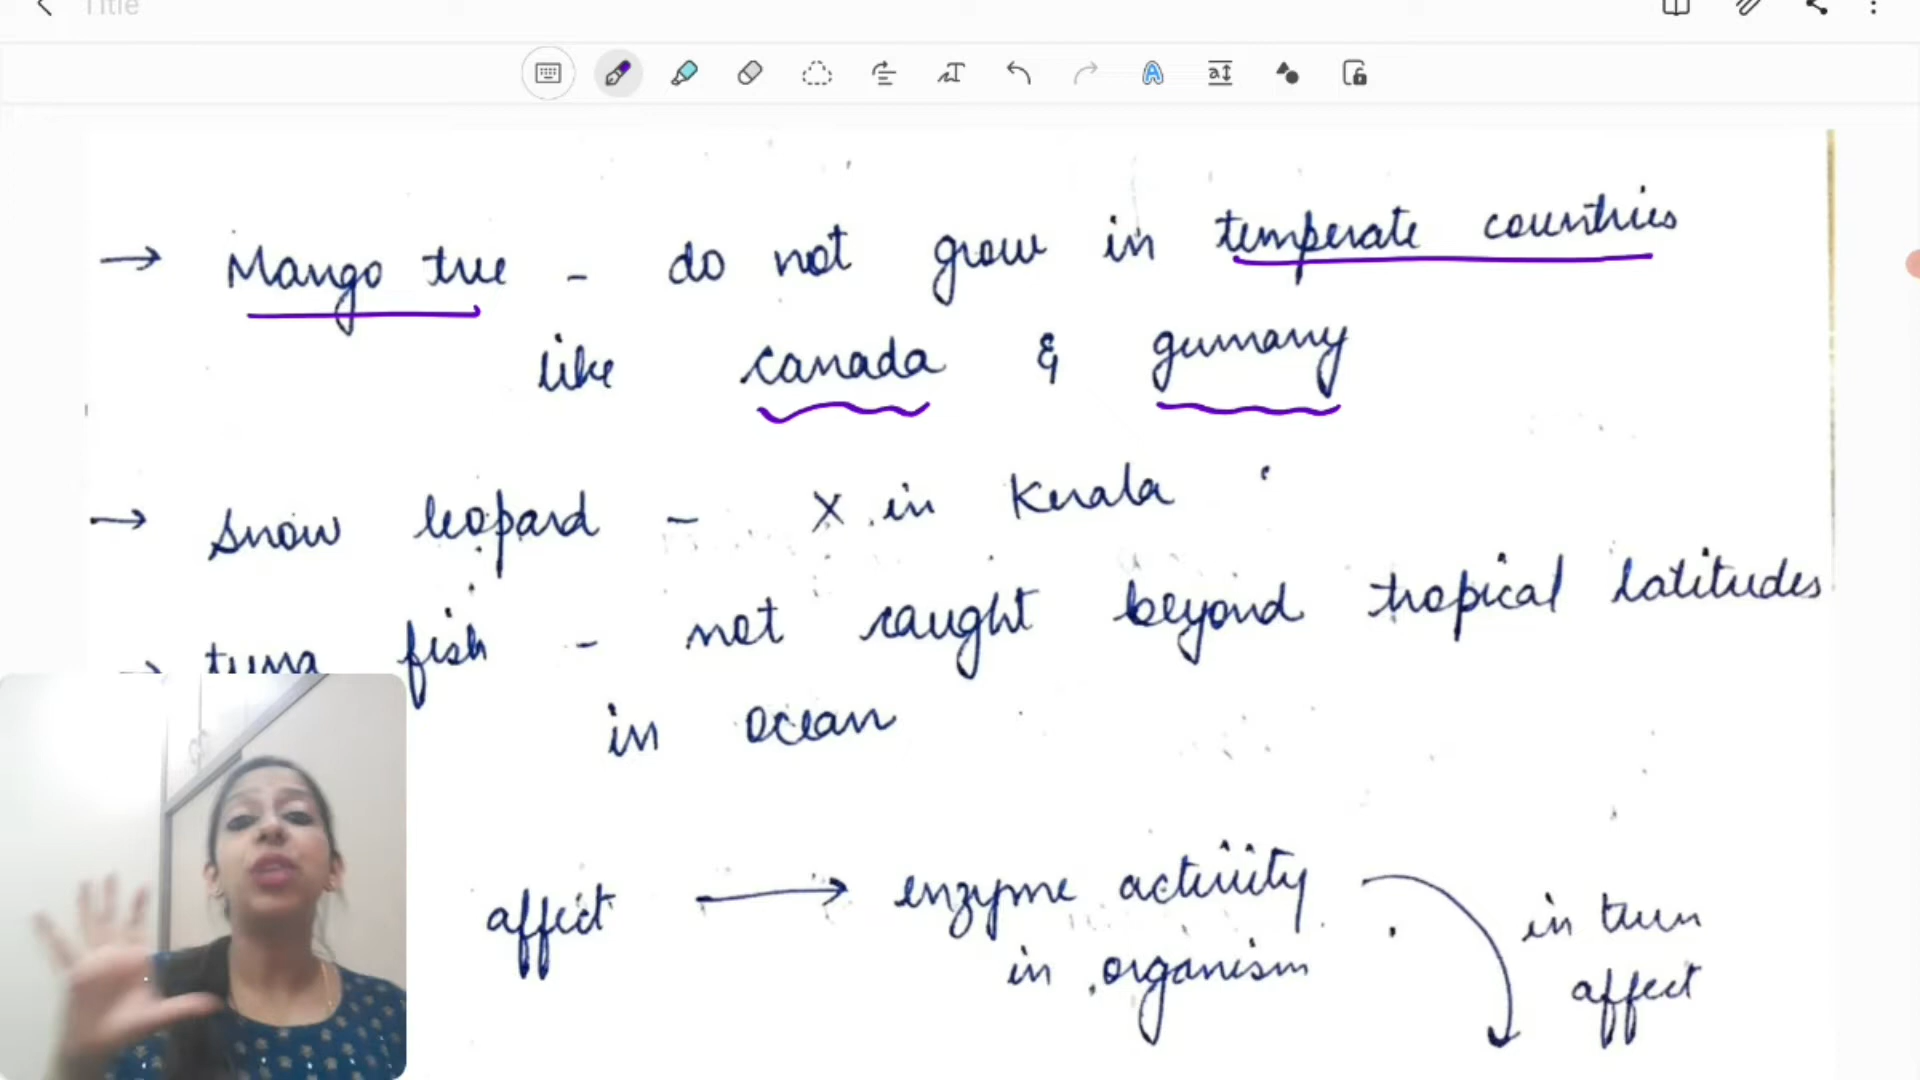 Title
→ Mango tree - do not grow in temperate countries
like canada & germany
→ snow leopard - X in Kerala
→ tuna fish - not caught beyond tropical latitudes
in ocean
affect → enzyme activity in turn
in organism affect